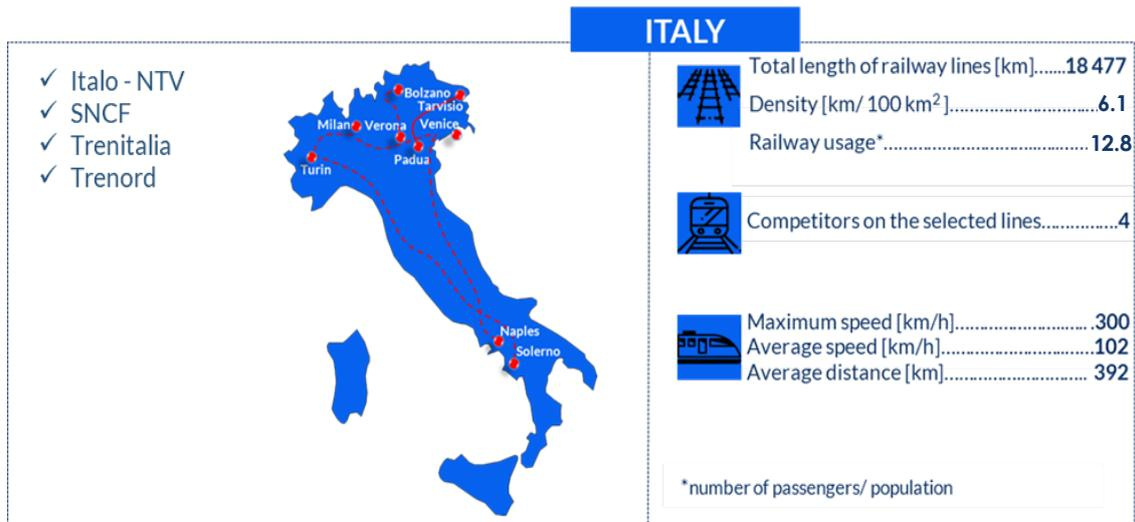 ITALY
✓ Italo - NTV
✓ SNCF
✓ Trenitalia
✓ Trenord
Bolzano
Tarvisio
Milano Verona Venice
Padua
Turin
Naples
Solerno
Total length of railway lines [km].......18 477
Density [km/ 100 km²]..............................6.1
Railway usage*.........................................12.8
Competitors on the selected lines...............4
Maximum speed [km/h]...........................300
Average speed [km/h]..............................102
Average distance [km]............................ 392
*number of passengers/ population